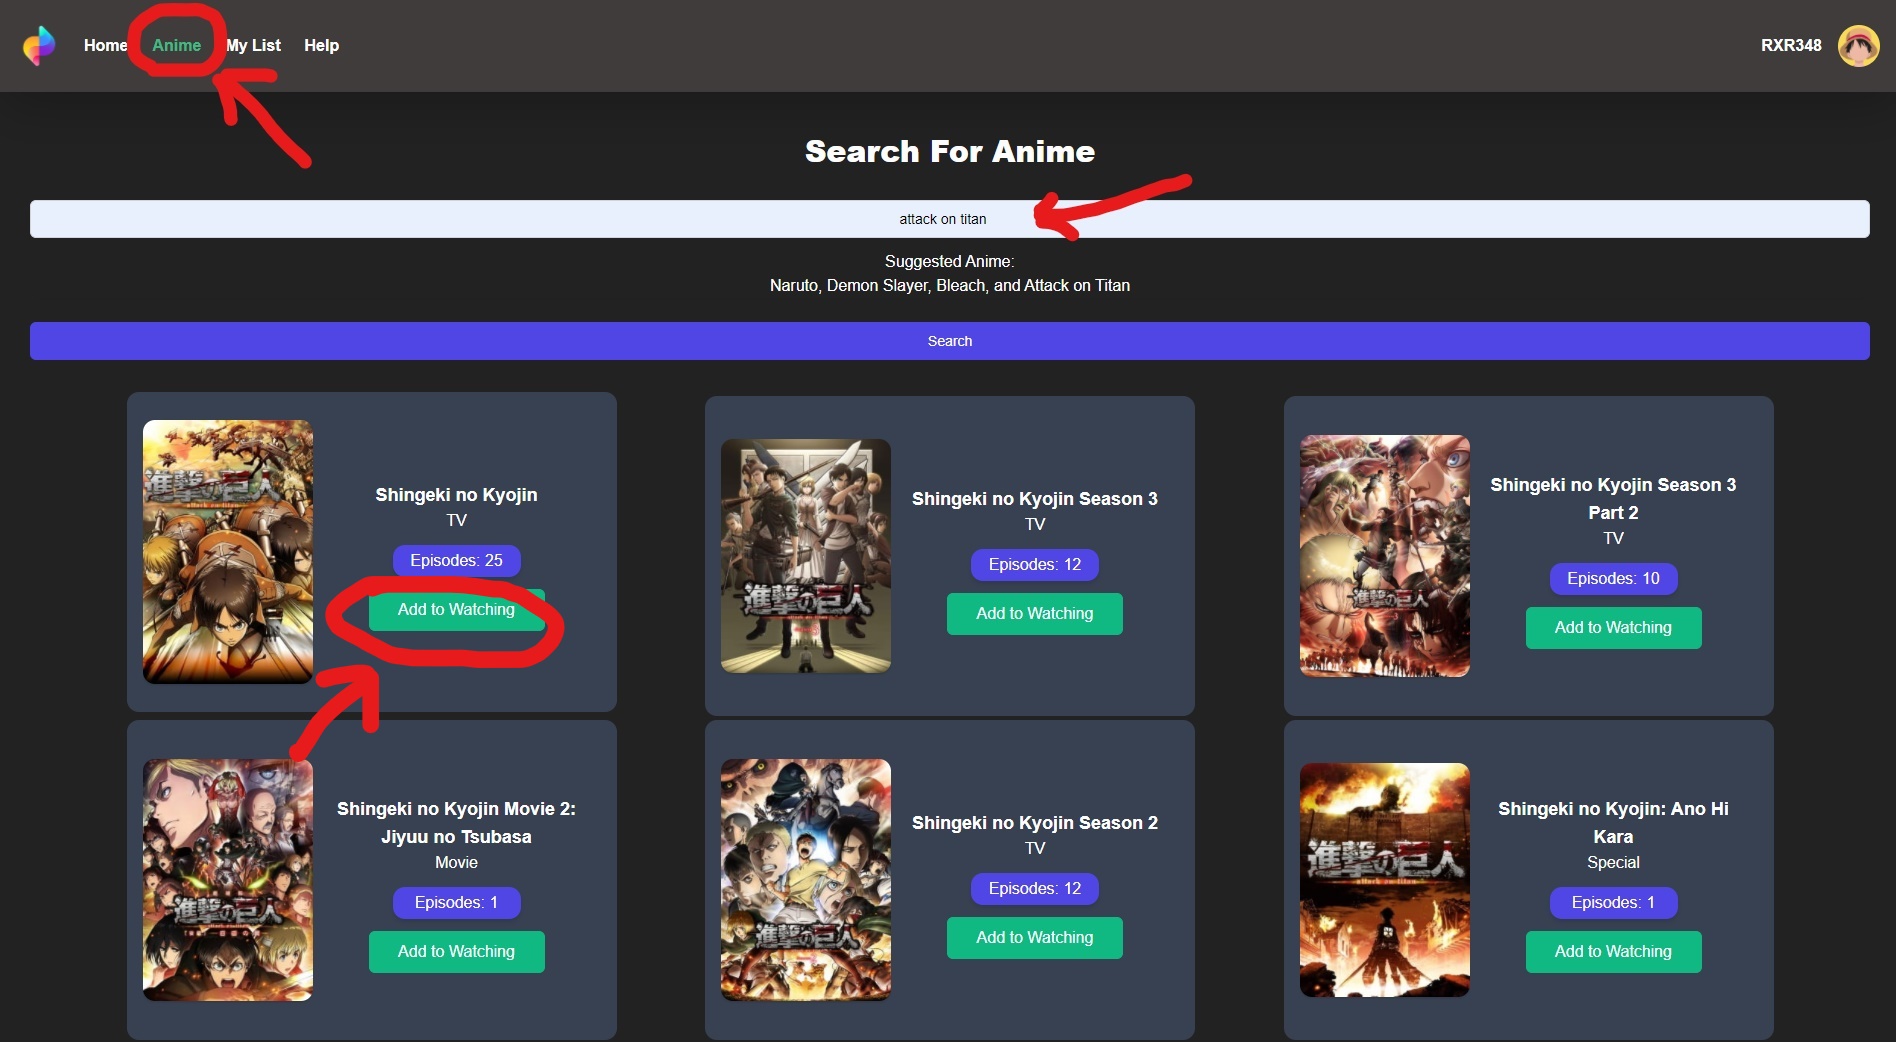 Home Anime My List Help RXR348
Search For Anime
attack on titan
Suggested Anime:
Naruto, Demon Slayer, Bleach, and Attack on Titan
Search
進撃の巨人
attack on titan
Shingeki no Kyojin
TV
Episodes: 25
Add to Watching
進撃の巨人
Shingeki no Kyojin Season 3
TV
Episodes: 12
Add to Watching
進撃の巨人
Shingeki no Kyojin Season 3
Part 2
TV
Episodes: 10
Add to Watching
進撃の巨人
Shingeki no Kyojin Movie 2:
Jiyuu no Tsubasa
Movie
Episodes: 1
Add to Watching
進撃の巨人
Shingeki no Kyojin Season 2
TV
Episodes: 12
Add to Watching
進撃の巨人
attack on titan
Shingeki no Kyojin: Ano Hi
Kara
Special
Episodes: 1
Add to Watching